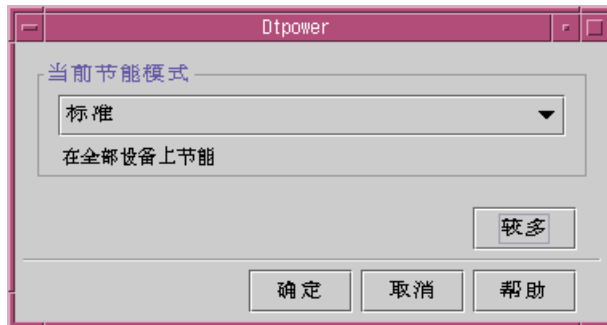 Dtpower
当前节能模式
标准
在全部设备上节能
较多
确定 取消 帮助